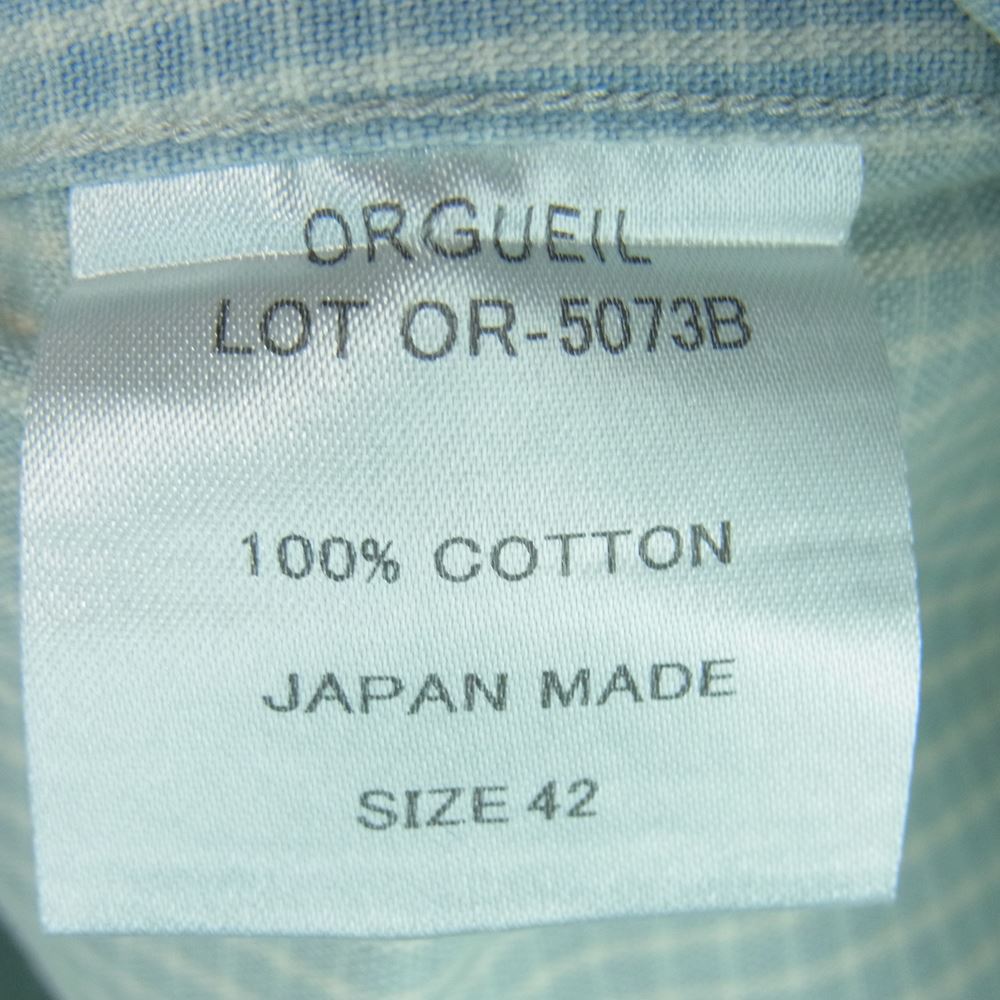 ORGUEIL
LOT OR-5073B
100% COTTON
JAPAN MADE
SIZE 42